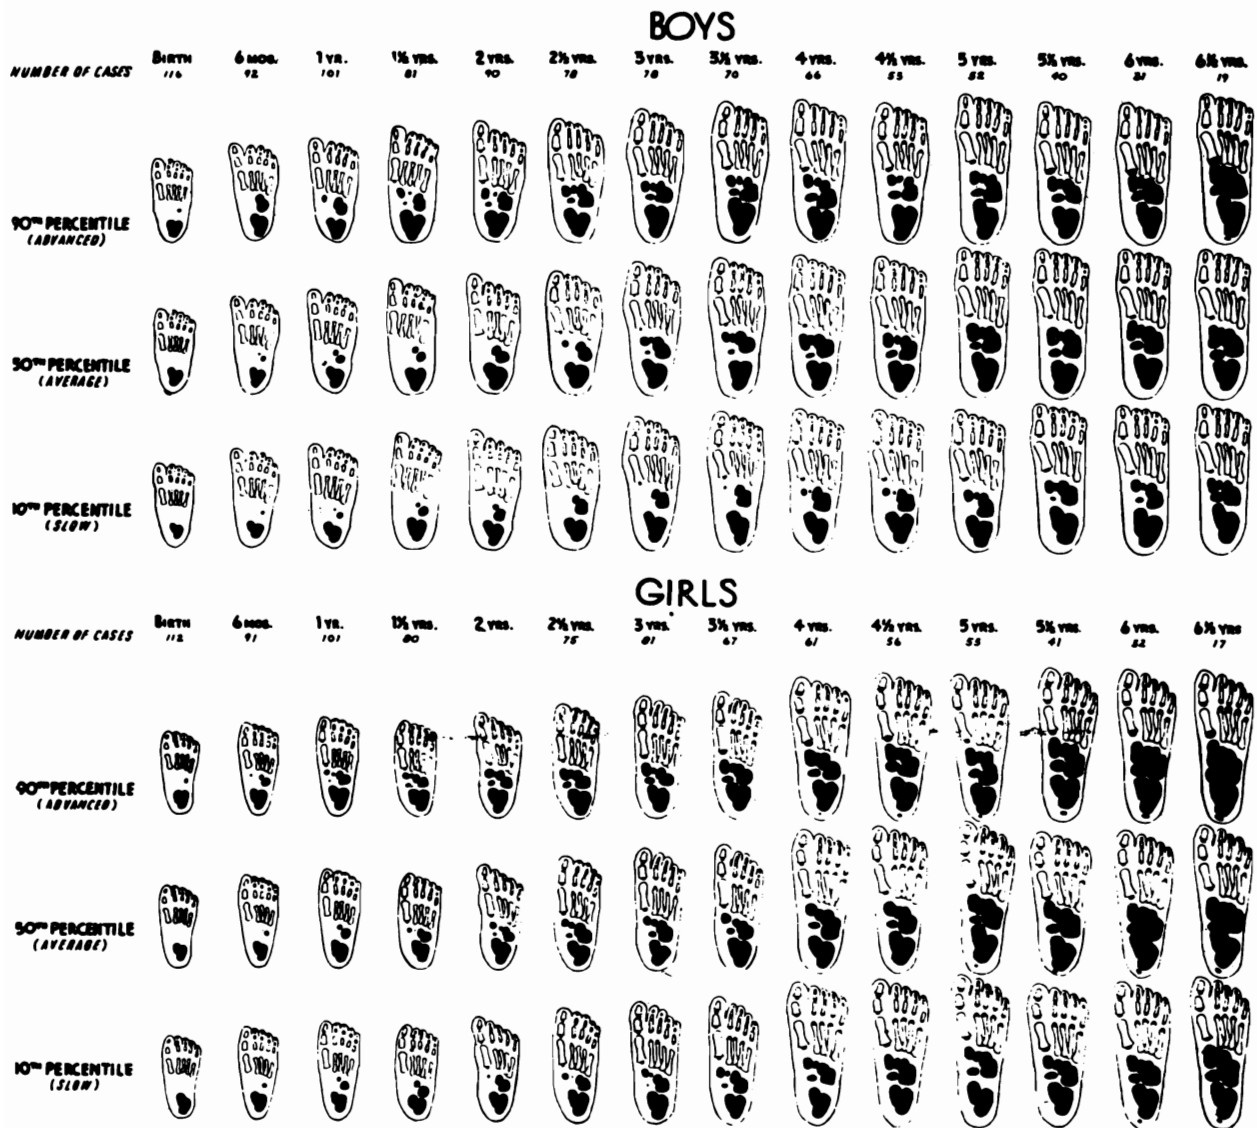 BOYS
BIRTH 6 MOS. 1 YR. 1½ YRS. 2 YRS. 2½ YRS. 3 YRS. 3½ YRS. 4 YRS. 4½ YRS. 5 YRS. 5½ YRS. 6 YRS. 6½ YRS.
NUMBER OF CASES 116 92 101 81 90 78 78 70 66 55 52 40 31 19
90TH PERCENTILE
(ADVANCED)
50TH PERCENTILE
(AVERAGE)
10TH PERCENTILE
(SLOW)
GIRLS
BIRTH 6 MOS. 1 YR. 1½ YRS. 2 YRS. 2½ YRS. 3 YRS. 3½ YRS. 4 YRS. 4½ YRS. 5 YRS. 5½ YRS. 6 YRS. 6½ YRS
NUMBER OF CASES 112 91 101 80 75 81 67 61 56 55 41 32 17
90TH PERCENTILE
(ADVANCED)
50TH PERCENTILE
(AVERAGE)
10TH PERCENTILE
(SLOW)